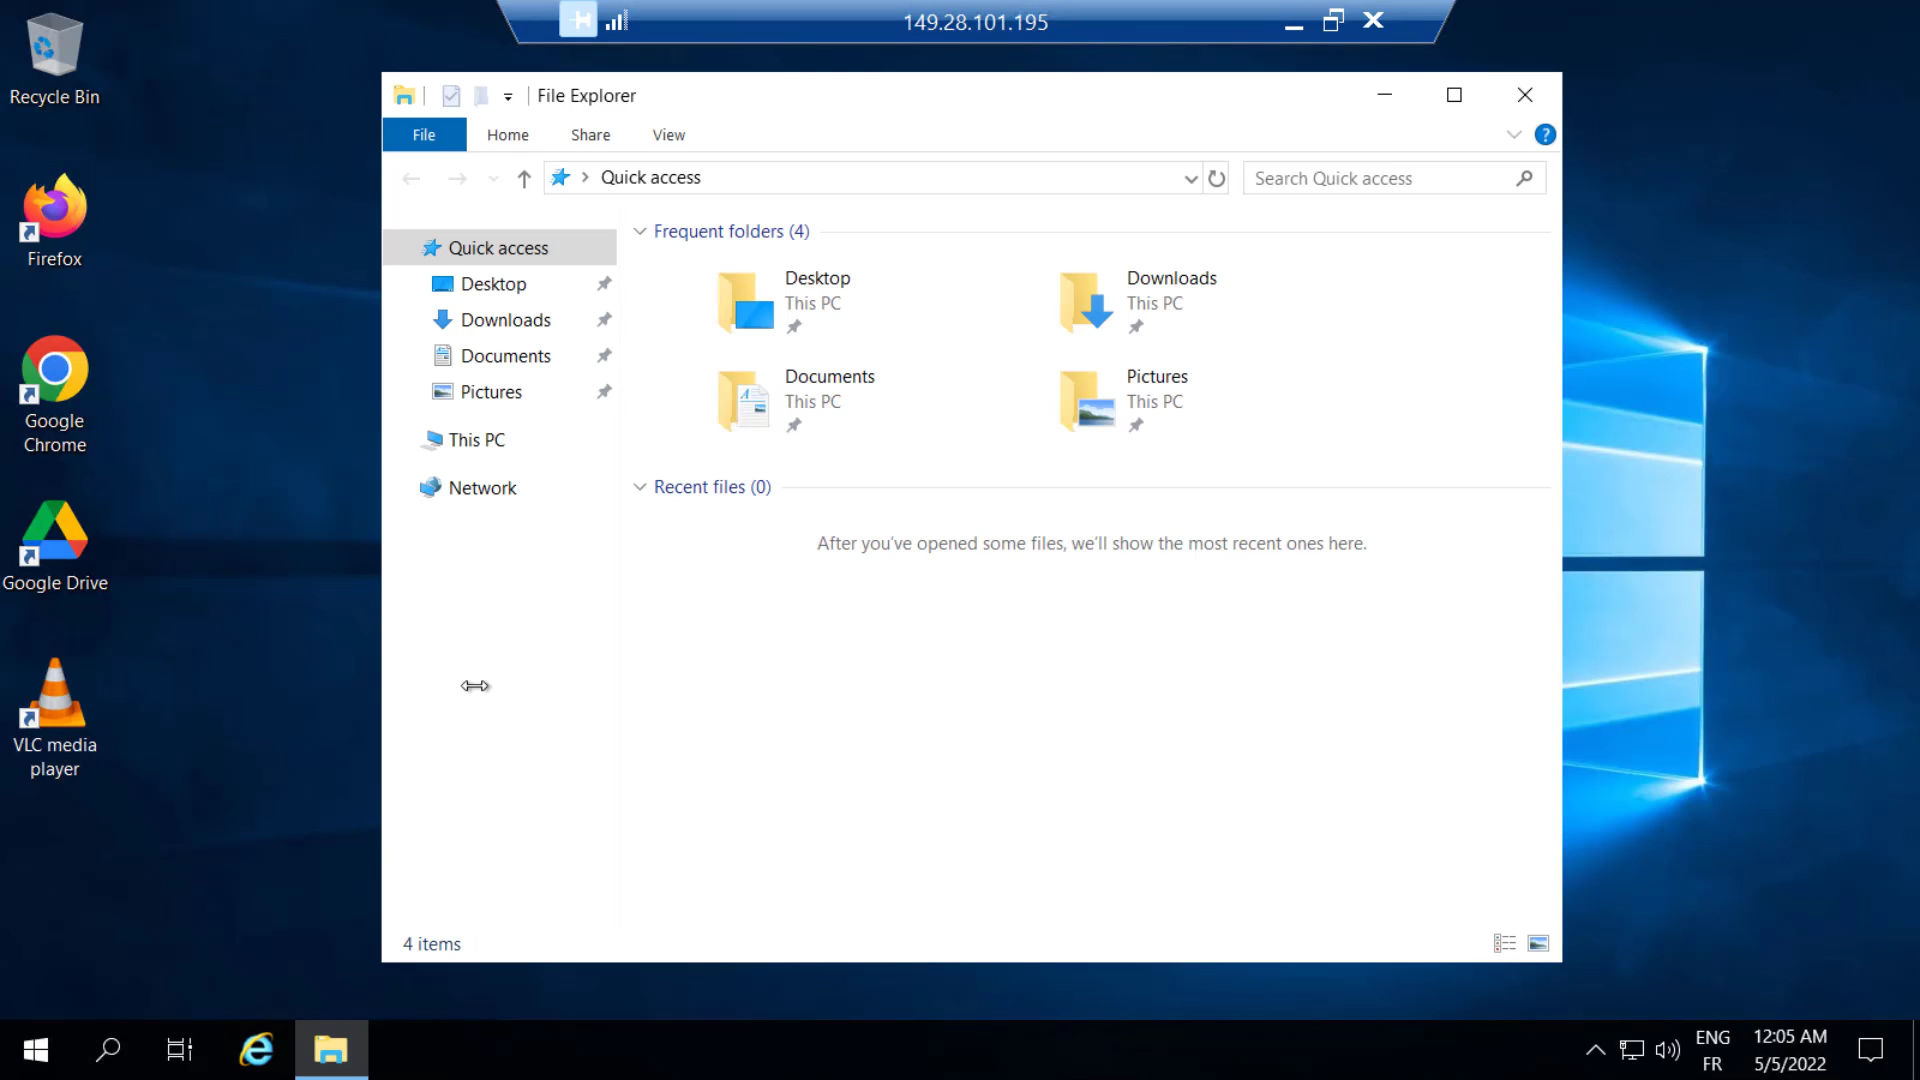 149.28.101.195
Recycle Bin
Firefox
Google
Chrome
Google Drive
VLC media
player
File Explorer
File
Home
Share
View
?
Quick access
Search Quick access
Quick access
Desktop
Downloads
Documents
Pictures
This PC
Network
Frequent folders (4)
Desktop
This PC
Downloads
This PC
Documents
This PC
Pictures
This PC
Recent files (0)
After you've opened some files, we'll show the most recent ones here.
4 items
ENG
FR
12:05 AM
5/5/2022